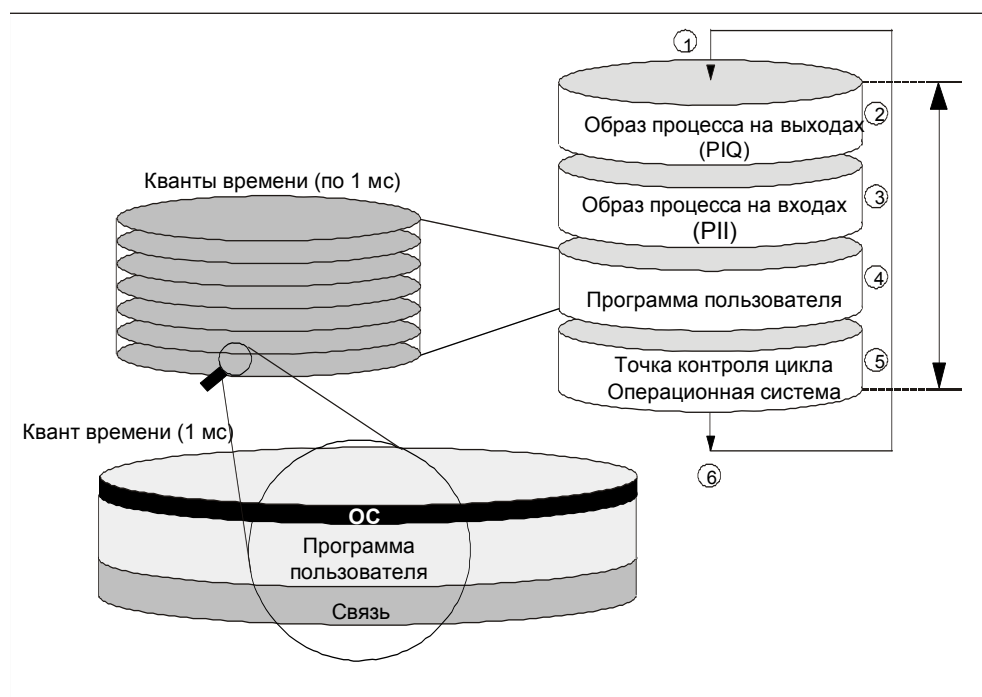 1
Образ процесса на выходах
(PIQ)
2
Кванты времени (по 1 мс)
Образ процесса на входах
(PII)
3
Программа пользователя
4
Точка контроля цикла
Операционная система
5
Квант времени (1 мс)
6
ОС
Программа
пользователя
Связь